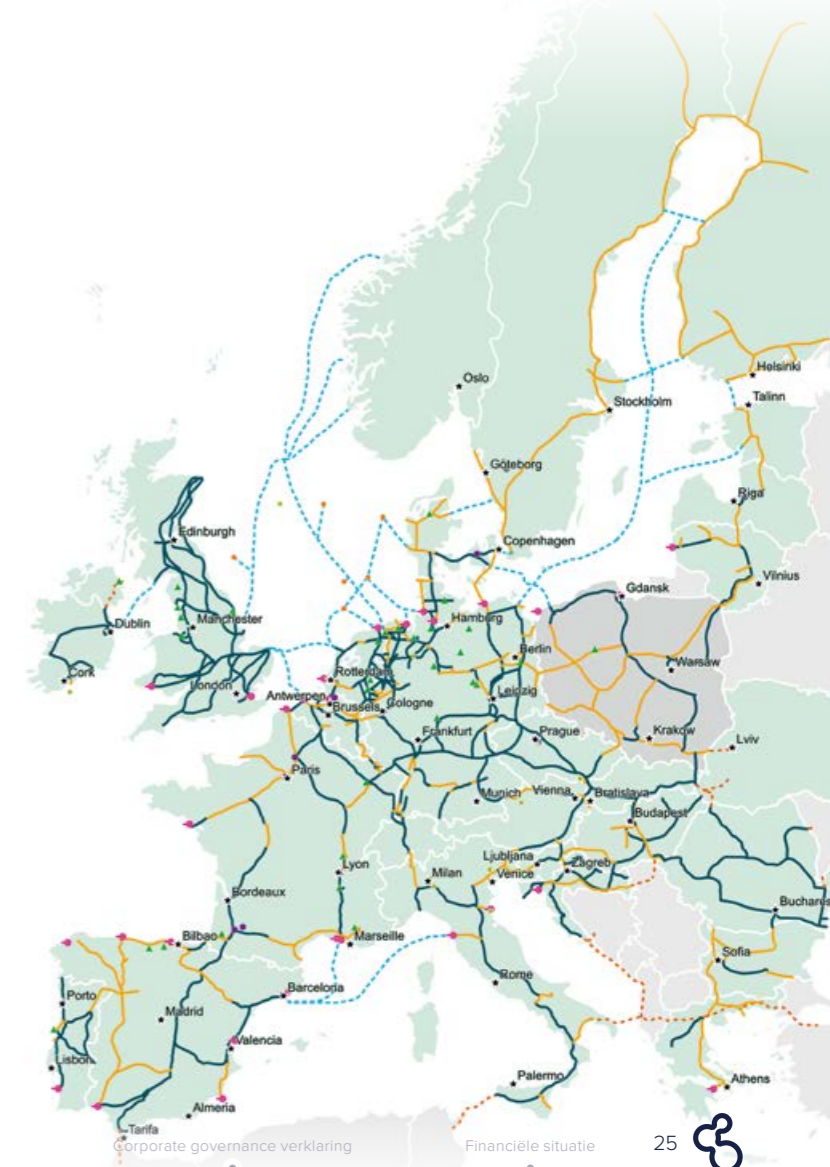 Helsinki
Oslo
Talinn
Stockholm
Göteborg
Riga
Edinburgh
Copenhagen
Vilnius
Gdansk
Dublin
Manchester
Hamburg
Berlin
Warsaw
Cork
London
Rotterdam
Antwerpen
Leipzig
Brussels
Cologne
Frankfurt
Prague
Krakow
Lviv
Paris
Munich
Vienna
Bratislava
Budapest
Lyon
Ljubljana
Zagreb
Milan
Venice
Bordeaux
Buchares
Bilbao
Marseille
Sofia
Rome
Barcelona
Porto
Madrid
Valencia
Lisbon
Palermo
Athens
Almeria
Tarifa
Corporate governance verklaring
Financiële situatie
25